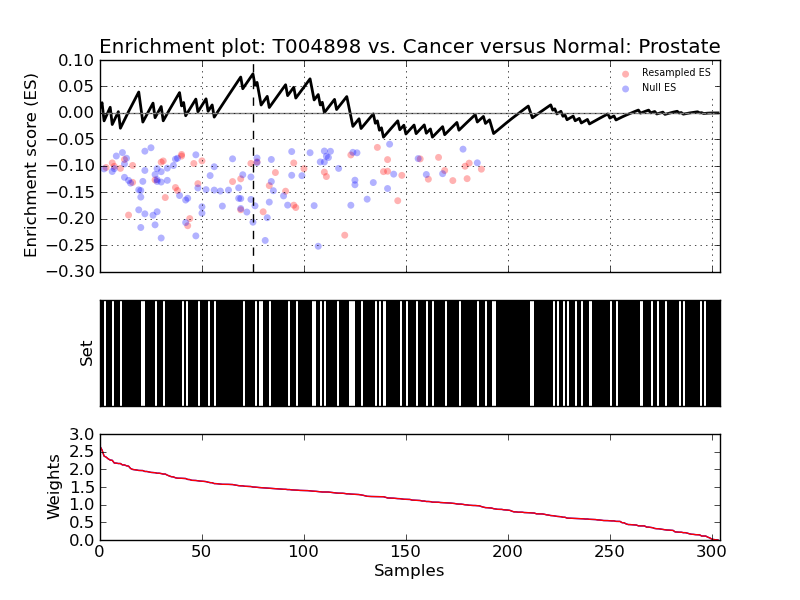 Enrichment plot: T004898 vs. Cancer versus Normal: Prostate
Enrichment score (ES)
0.10
0.05
0.00
−0.05
−0.10
−0.15
−0.20
−0.25
−0.30
Resampled ES
Null ES
Set
Weights
3.0
2.5
2.0
1.5
1.0
0.5
0.0
0 50 100 150 200 250 300
Samples